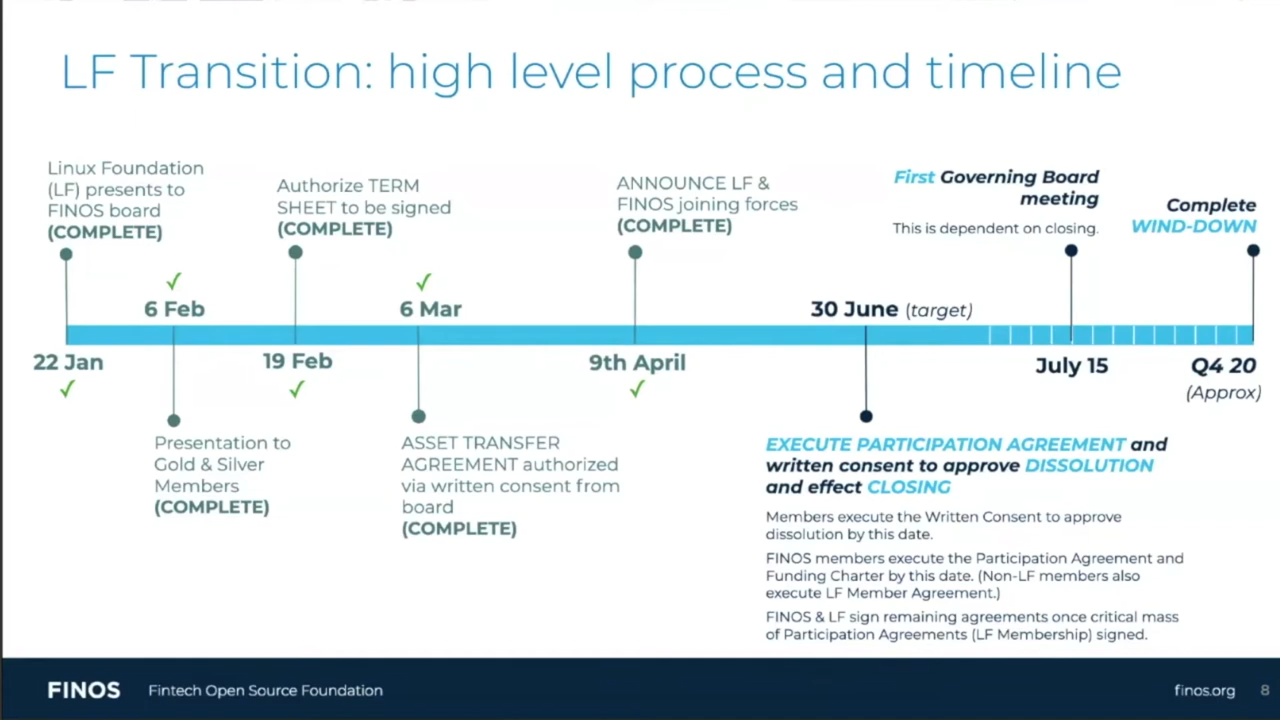 LF Transition: high level process and timeline
Linux Foundation
(LF) presents to
FINOS board
(COMPLETE)
22 Jan
✓
✓
6 Feb
Presentation to
Gold & Silver
Members
(COMPLETE)
Authorize TERM
SHEET to be signed
(COMPLETE)
19 Feb
✓
✓
6 Mar
ASSET TRANSFER
AGREEMENT authorized
via written consent from
board
(COMPLETE)
ANNOUNCE LF &
FINOS joining forces
(COMPLETE)
9th April
✓
30 June (target)
EXECUTE PARTICIPATION AGREEMENT and
written consent to approve DISSOLUTION
and effect CLOSING
Members execute the Written Consent to approve
dissolution by this date.
FINOS members execute the Participation Agreement and
Funding Charter by this date. (Non-LF members also
execute LF Member Agreement.)
FINOS & LF sign remaining agreements once critical mass
of Participation Agreements (LF Membership) signed.
First Governing Board
meeting
This is dependent on closing.
July 15
Complete
WIND-DOWN
Q4 20
(Approx)
FINOS Fintech Open Source Foundation
finos.org 8